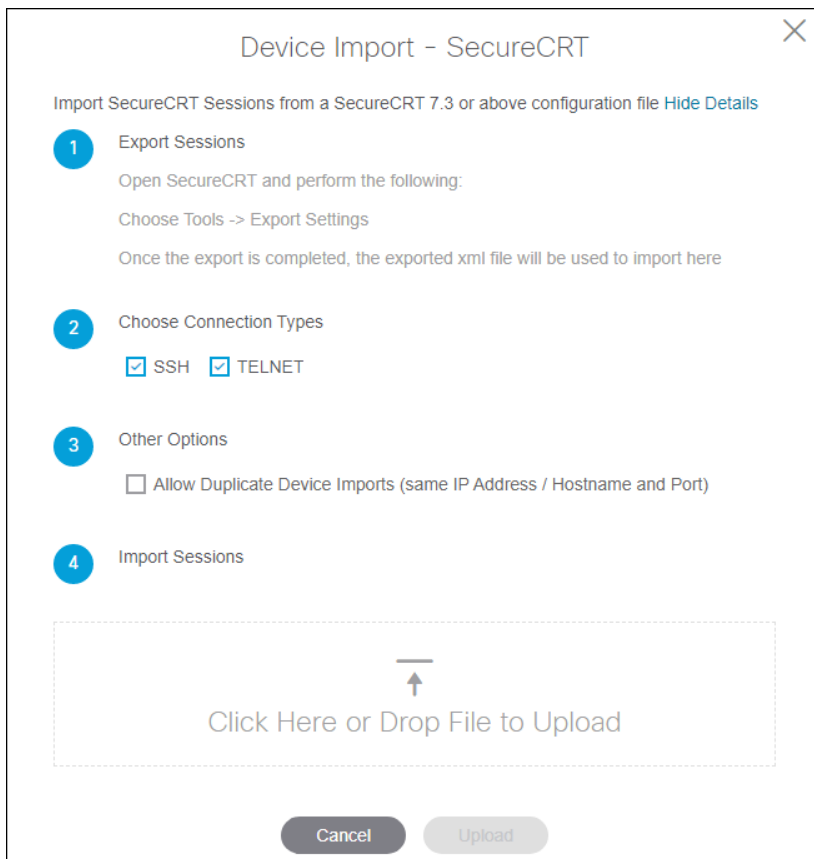 Device Import - SecureCRT
Import SecureCRT Sessions from a SecureCRT 7.3 or above configuration file Hide Details
1 Export Sessions
Open SecureCRT and perform the following:
Choose Tools -> Export Settings
Once the export is completed, the exported xml file will be used to import here
2 Choose Connection Types
SSH TELNET
3 Other Options
Allow Duplicate Device Imports (same IP Address / Hostname and Port)
4 Import Sessions
Click Here or Drop File to Upload
Cancel Upload